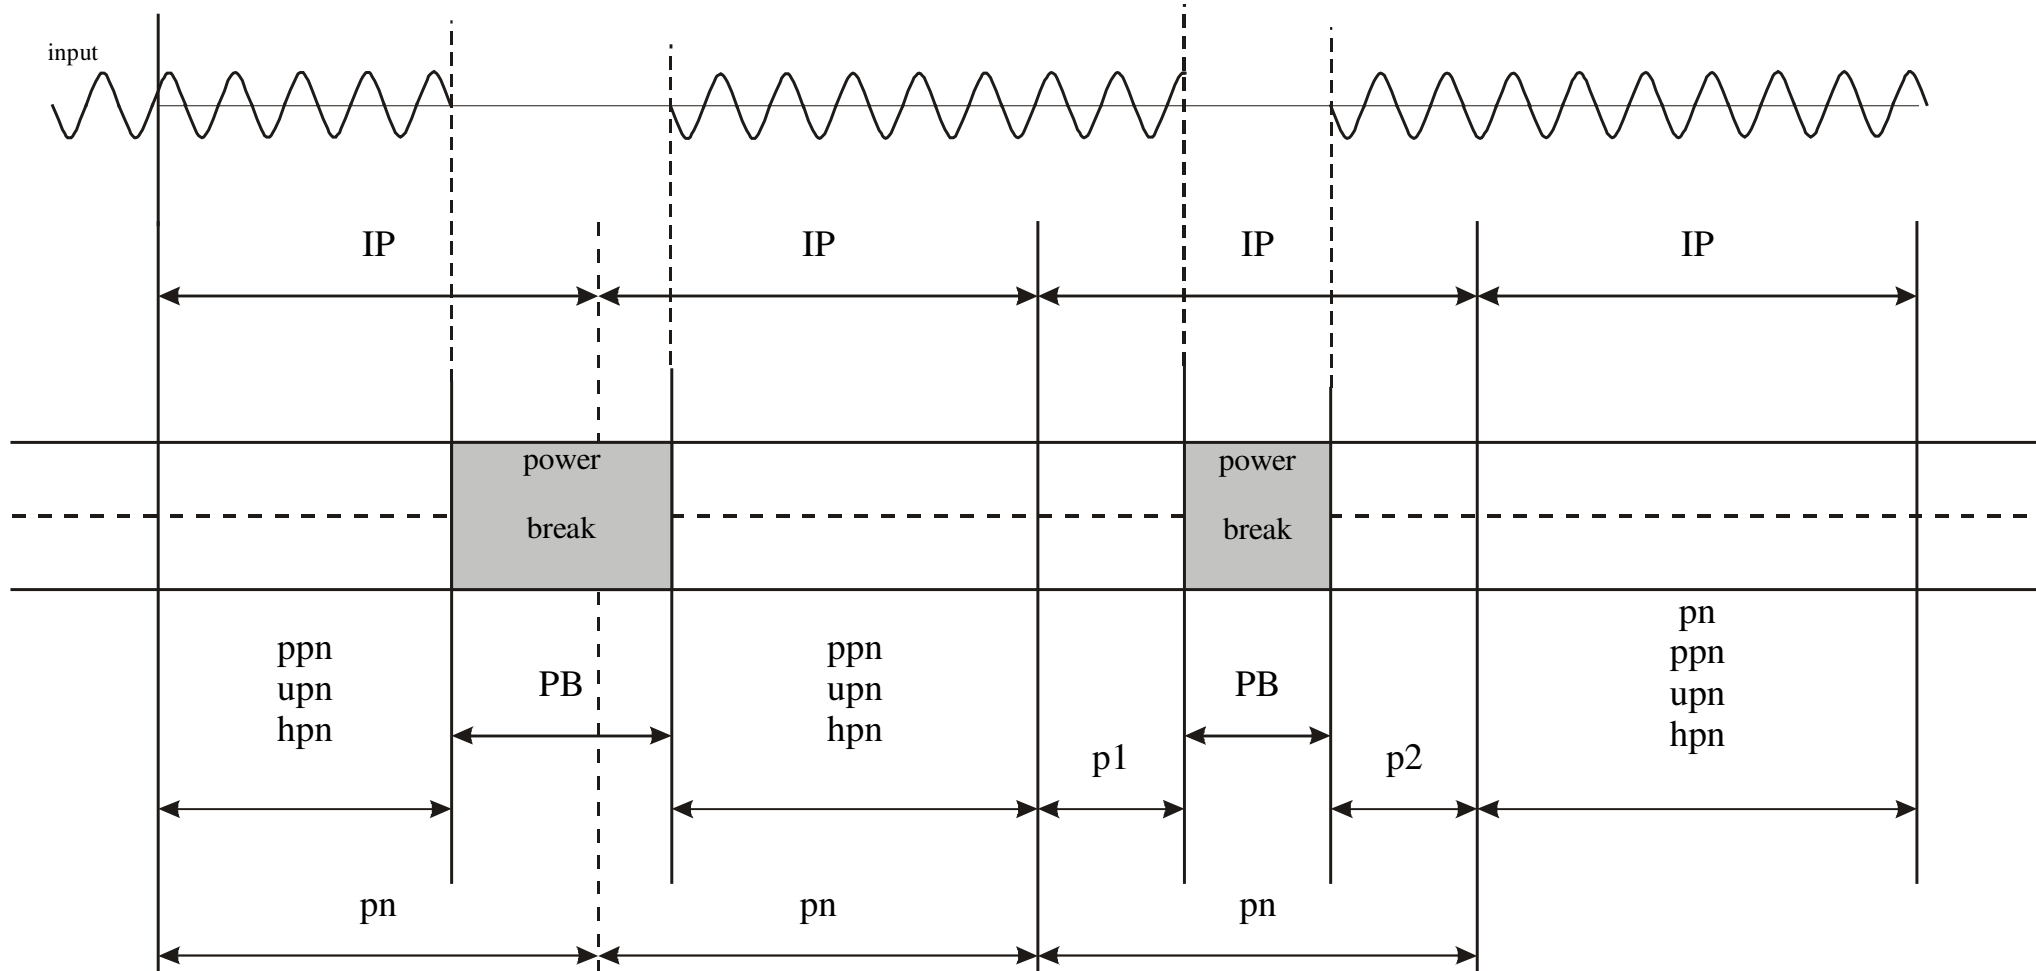 input
IP
IP
IP
IP
power
break
power
break
ppn
upn
hpn
PB
ppn
upn
hpn
p1
PB
p2
pn
ppn
upn
hpn
pn
pn
pn